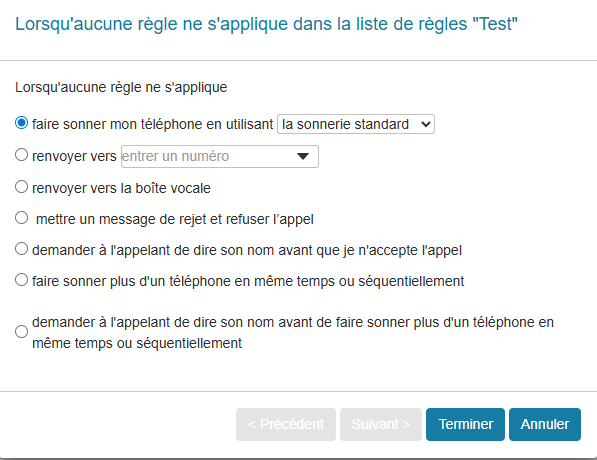 Lorsqu'aucune règle ne s'applique dans la liste de règles "Test"
Lorsqu'aucune règle ne s'applique
faire sonner mon téléphone en utilisant la sonnerie standard
renvoyer vers entrer un numéro
renvoyer vers la boîte vocale
mettre un message de rejet et refuser l’appel
demander à l'appelant de dire son nom avant que je n'accepte l'appel
faire sonner plus d'un téléphone en même temps ou séquentiellement
demander à l'appelant de dire son nom avant de faire sonner plus d'un téléphone en
même temps ou séquentiellement
< Précédent Suivant > Terminer Annuler